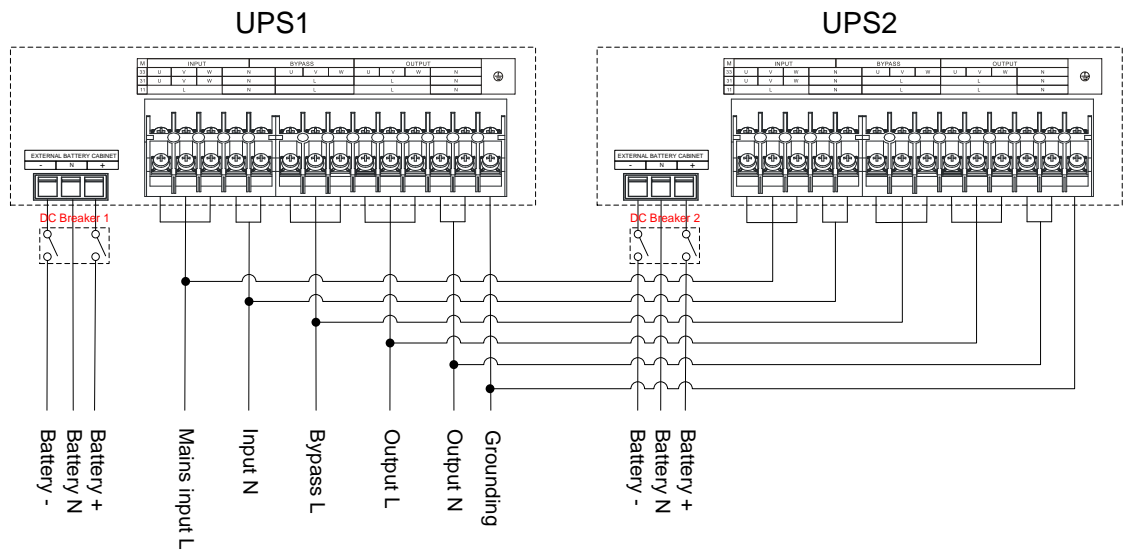 UPS1
UPS2
M INPUT BYPASS OUTPUT
33 U V W N U V W U V W N
31 U V W N L L N
11 L N L L N
M INPUT BYPASS OUTPUT
33 U V W N U V W U V W N
31 U V W N L L N
11 L N L L N
EXTERNAL BATTERY CABINET
- N +
EXTERNAL BATTERY CABINET
- N +
DC Breaker 1
DC Breaker 2
Battery -
Battery N
Battery +
Mains input L
Input N
Bypass L
Output L
Output N
Grounding
Battery -
Battery N
Battery +